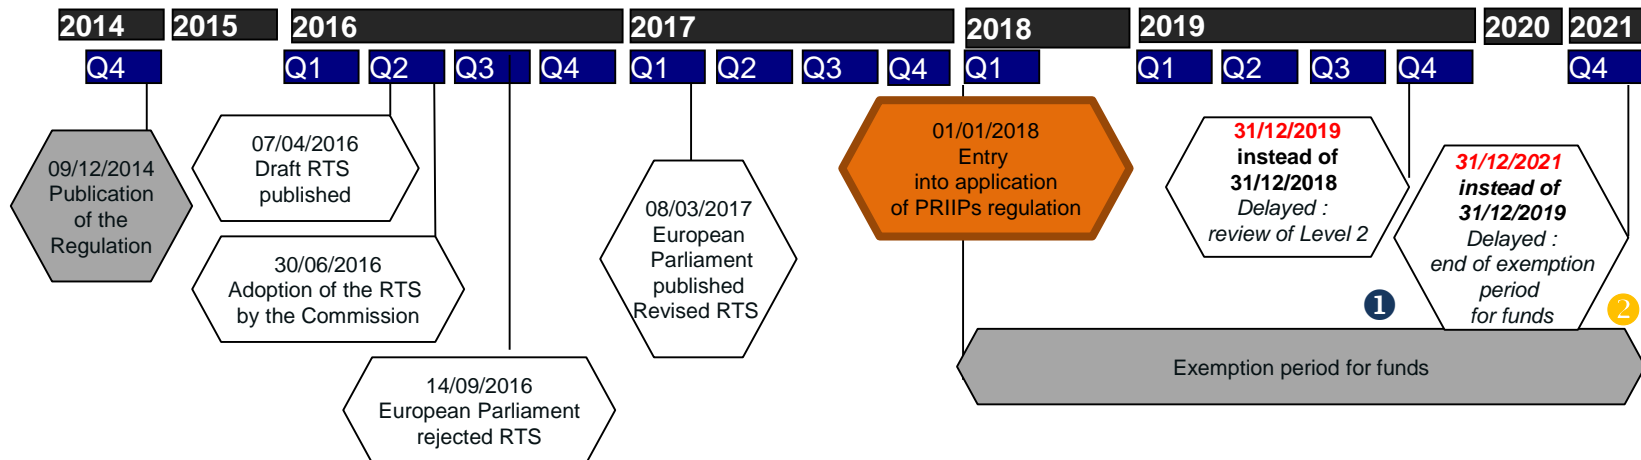 2014 2015 2016 2017 2018 2019 2020 2021
Q4 Q1 Q2 Q3 Q4 Q1 Q2 Q3 Q4 Q1 Q1 Q2 Q3 Q4 Q4
09/12/2014
Publication
of the
Regulation
07/04/2016
Draft RTS
published
30/06/2016
Adoption of the RTS
by the Commission
14/09/2016
European Parliament
rejected RTS
08/03/2017
European
Parliament
published
Revised RTS
01/01/2018
Entry
into application
of PRIIPs regulation
31/12/2019
instead of
31/12/2018
Delayed :
review of Level 2
31/12/2021
instead of
31/12/2019
Delayed :
end of exemption
period
for funds
❶
❷
Exemption period for funds